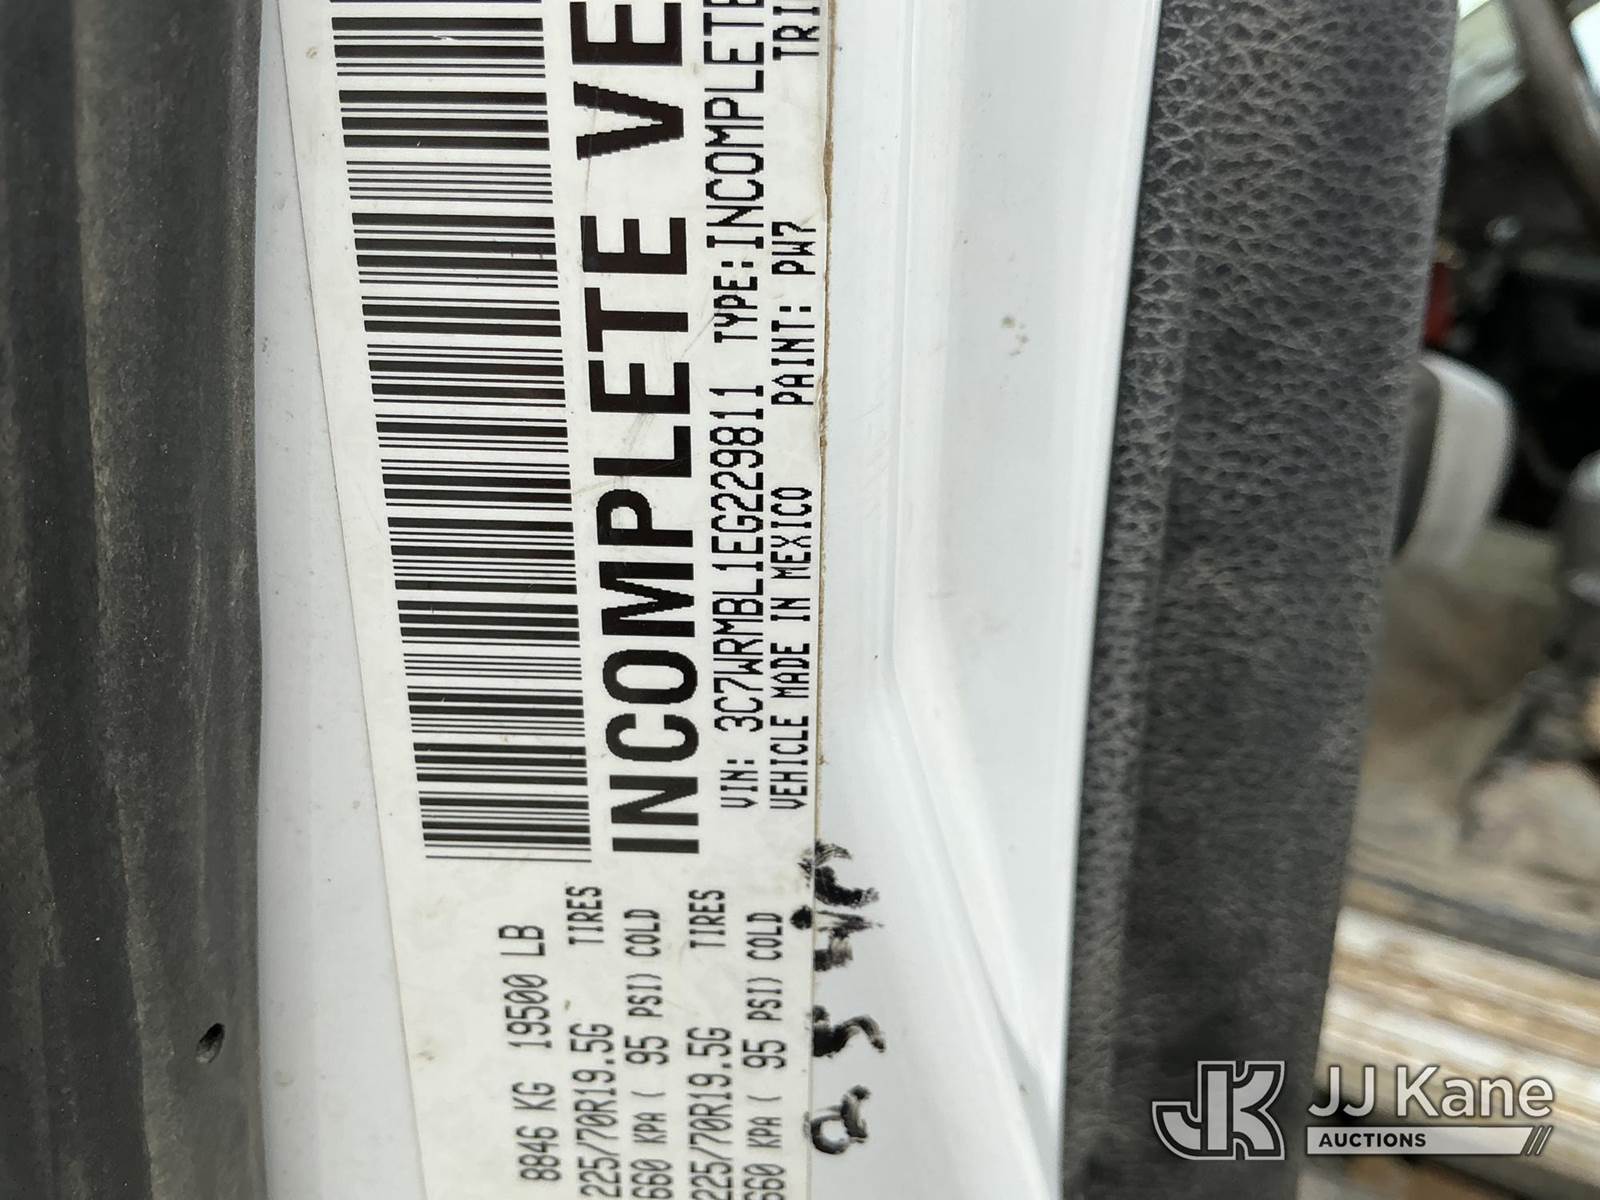 8846 KG 19500 LB
225/70R19.5G TIRES
660 KPA ( 95 PSI) COLD
225/70R19.5G TIRES
660 KPA ( 95 PSI) COLD
INCOMPLETE VE
VIN: 3C7WRMBL1EG229811 TYPE:INCOMPLETE
VEHICLE MADE IN MEXICO PAINT: PW7 TRI
JJ Kane
AUCTIONS